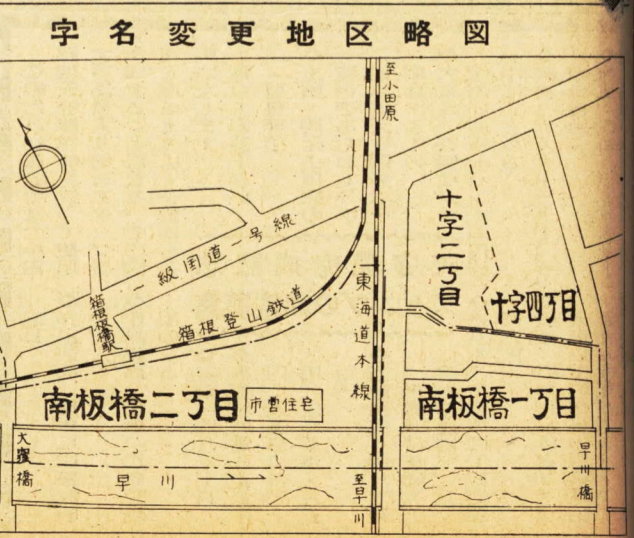 字名変更地区略図
至小田原
一級国道一号線
十字二丁目
十字四丁目
東海道本線
箱根登山鉄道
箱根板橋駅
南板橋二丁目
市営住宅
南板橋一丁目
大窪橋
早川
至早川
早川橋